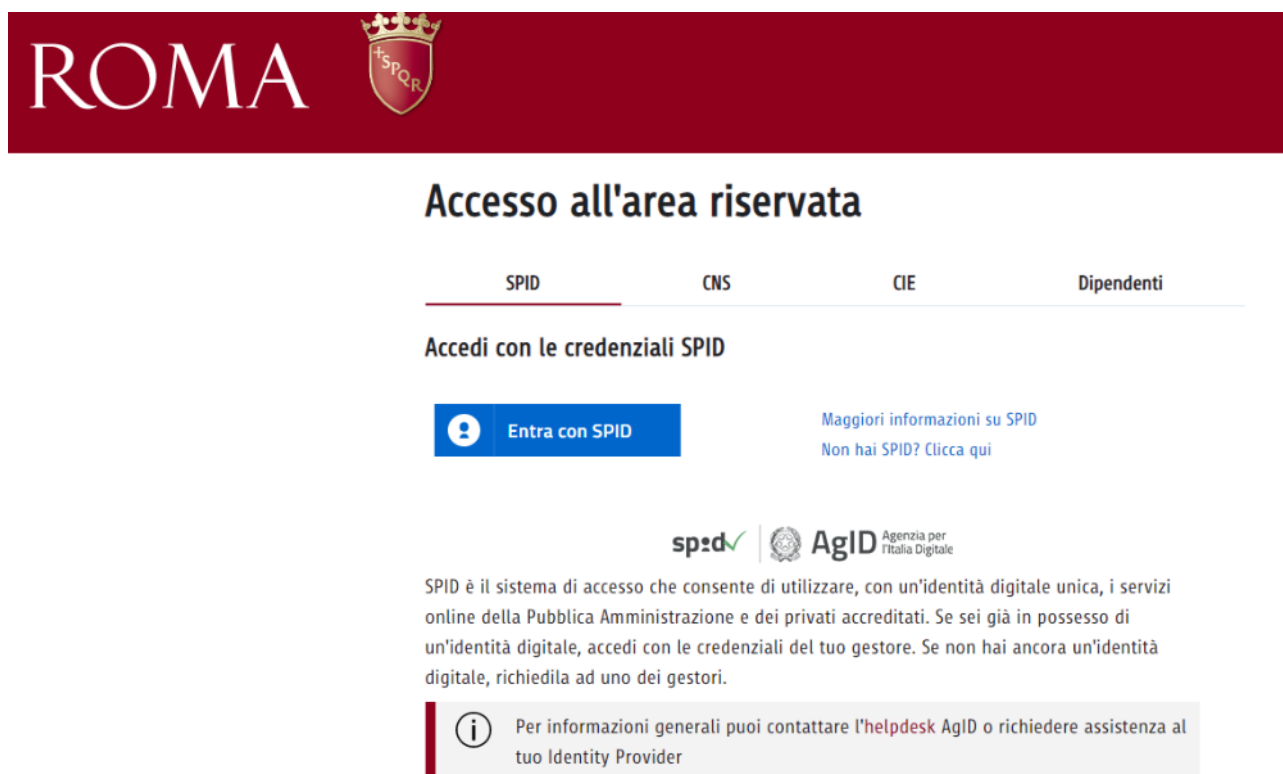 ROMA
+SPQR
Accesso all'area riservata
SPID CNS CIE Dipendenti
Accedi con le credenziali SPID
Entra con SPID
Maggiori informazioni su SPID
Non hai SPID? Clicca qui
spid AgID Agenzia per
l'Italia Digitale
SPID è il sistema di accesso che consente di utilizzare, con un'identità digitale unica, i servizi
online della Pubblica Amministrazione e dei privati accreditati. Se sei già in possesso di
un'identità digitale, accedi con le credenziali del tuo gestore. Se non hai ancora un'identità
digitale, richiedila ad uno dei gestori.
Per informazioni generali puoi contattare l'helpdesk AgID o richiedere assistenza al
tuo Identity Provider